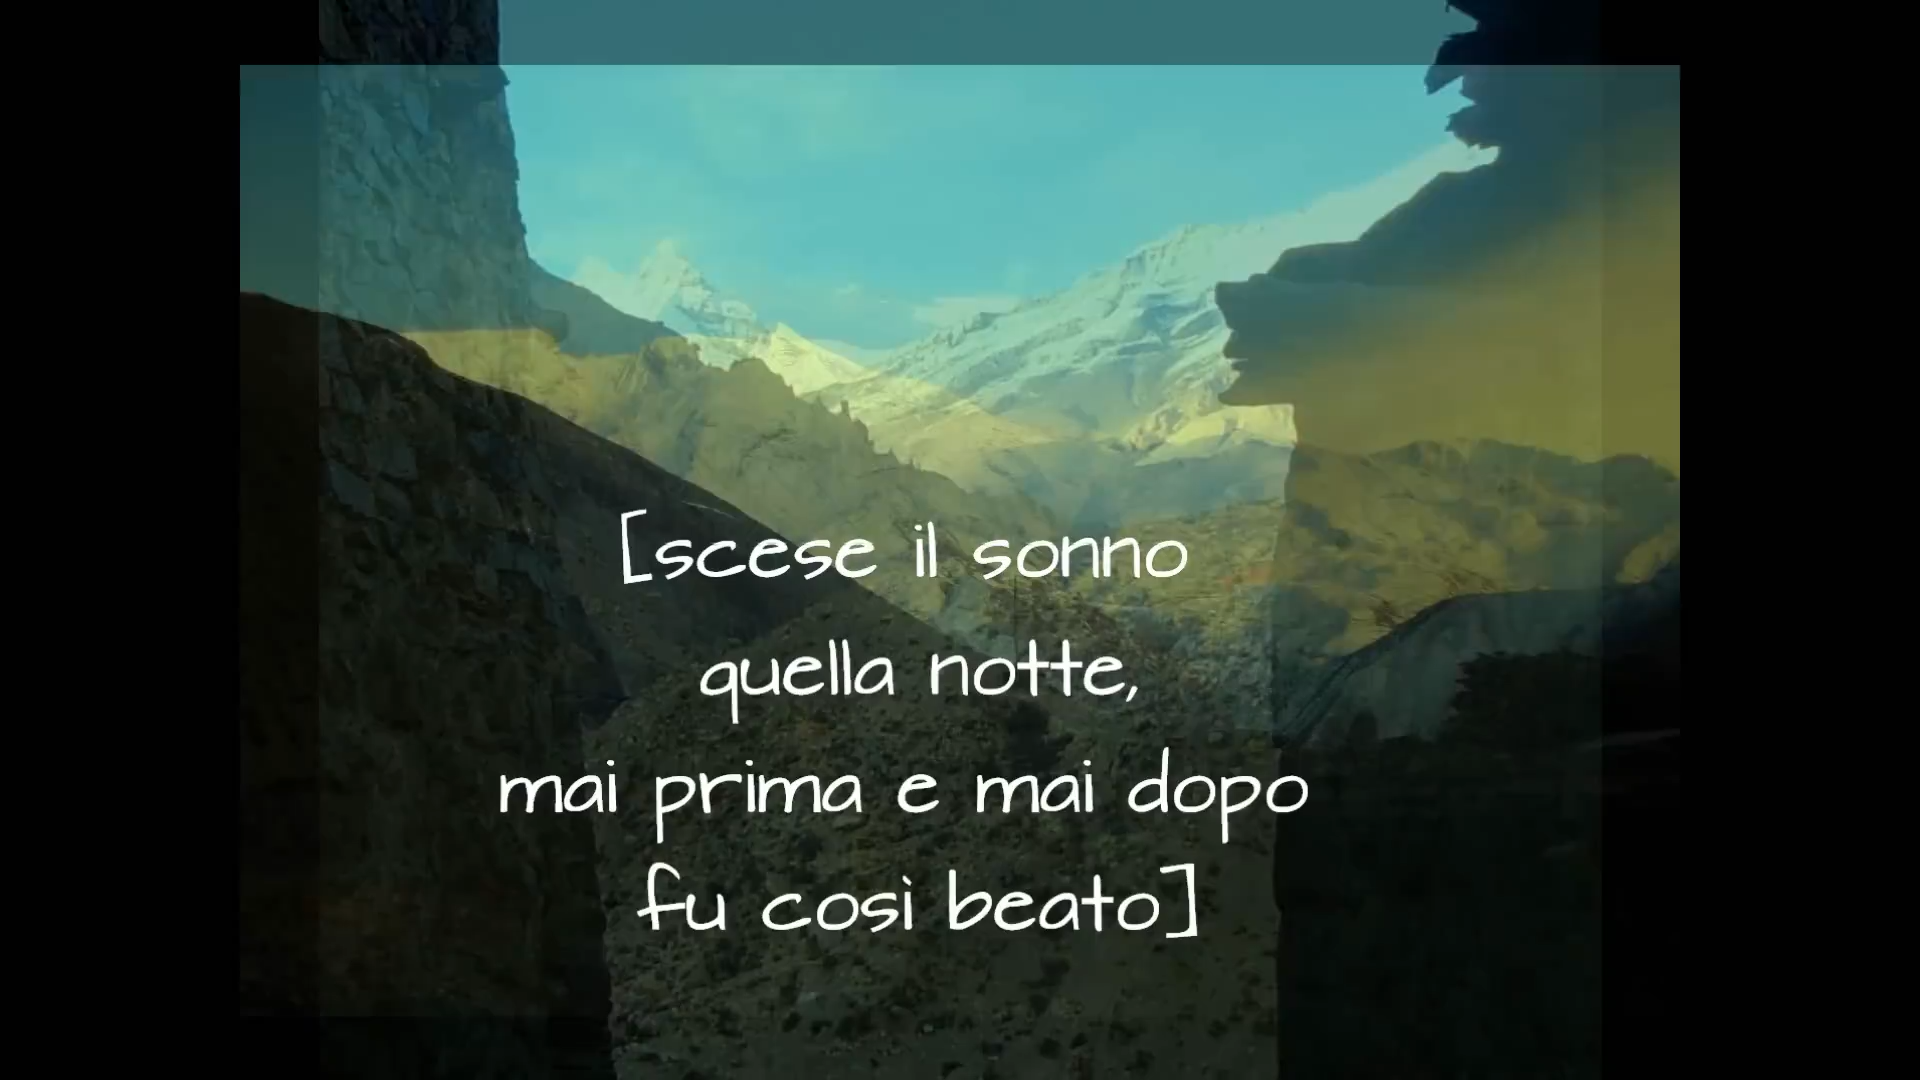 [scese il sonno
quella notte,
mai prima e mai dopo
fu così beato]